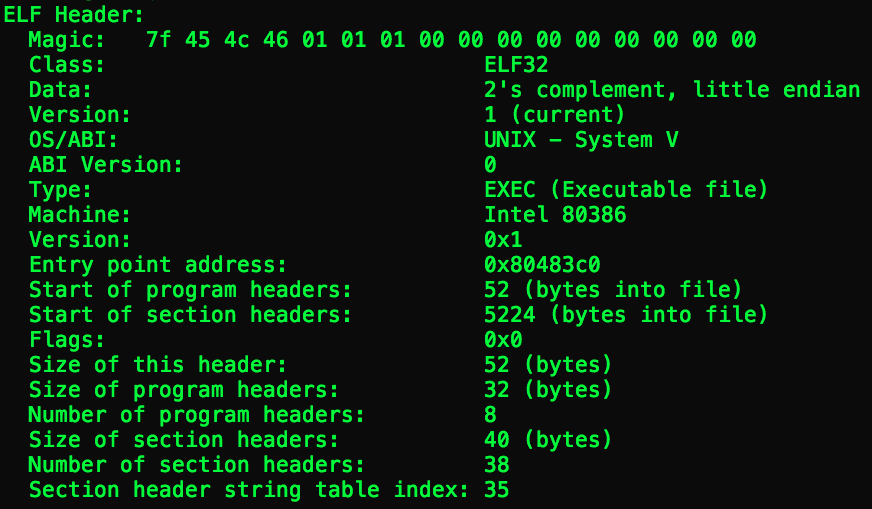 ELF Header:
  Magic:   7f 45 4c 46 01 01 01 00 00 00 00 00 00 00 00 00
  Class:                             ELF32
  Data:                              2's complement, little endian
  Version:                           1 (current)
  OS/ABI:                            UNIX – System V
  ABI Version:                       0
  Type:                              EXEC (Executable file)
  Machine:                           Intel 80386
  Version:                           0x1
  Entry point address:               0x80483c0
  Start of program headers:          52 (bytes into file)
  Start of section headers:          5224 (bytes into file)
  Flags:                             0x0
  Size of this header:               52 (bytes)
  Size of program headers:           32 (bytes)
  Number of program headers:         8
  Size of section headers:           40 (bytes)
  Number of section headers:         38
  Section header string table index: 35